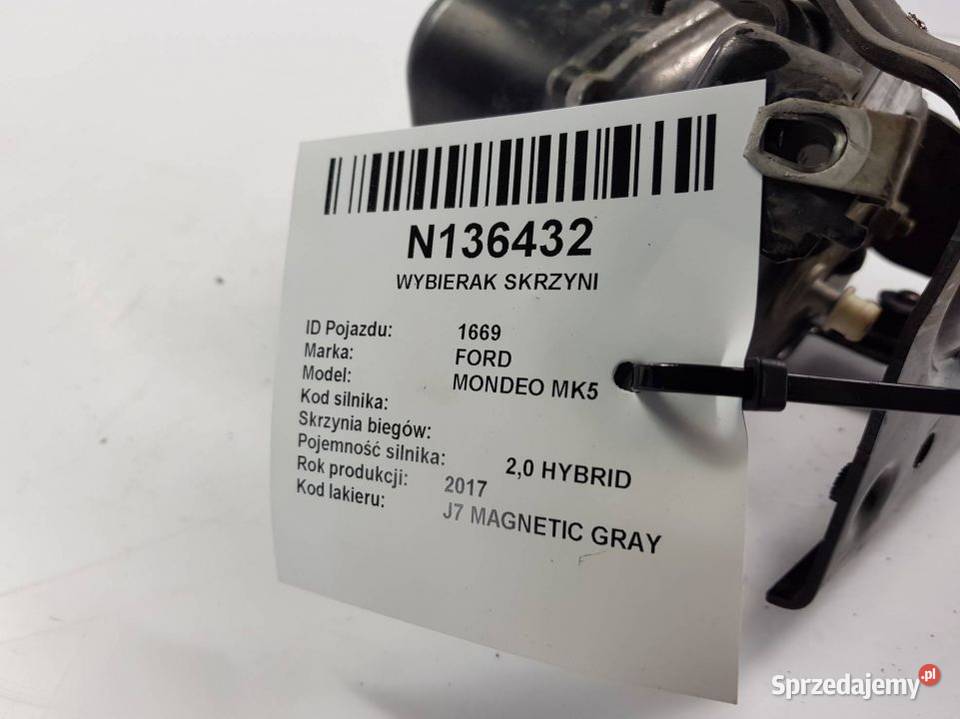 N136432
WYBIERAK SKRZYNI
ID Pojazdu: 1669
Marka: FORD
Model: MONDEO MK5
Kod silnika:
Skrzynia biegów:
Pojemność silnika: 2,0 HYBRID
Rok produkcji: 2017
Kod lakieru: J7 MAGNETIC GRAY
Sprzedajemy.pl